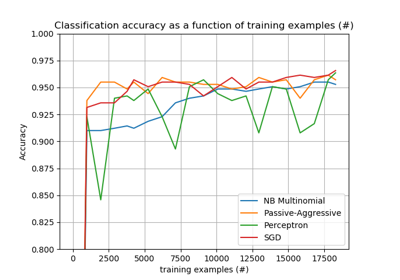 Classification accuracy as a function of training examples (#)
1.000
0.975
0.950
0.925
0.900
0.875
0.850
0.825
0.800
Accuracy
NB Multinomial
Passive-Aggressive
Perceptron
SGD
0 2500 5000 7500 10000 12500 15000 17500
training examples (#)